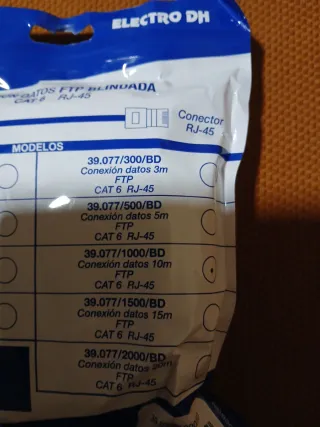 ELECTRO DH
DATOS FTP BLINDADA
CAT 6 RJ-45
Conector
RJ-45
MODELOS
39.077/300/BD
Conexión datos 3m
FTP
CAT 6 RJ-45
39.077/500/BD
Conexión datos 5m
FTP
CAT 6 RJ-45
39.077/1000/BD
Conexión datos 10m
FTP
CAT 6 RJ-45
39.077/1500/BD
Conexión datos 15m
FTP
CAT 6 RJ-45
39.077/2000/BD
Conexión datos 20m
FTP
CAT 6 RJ-45